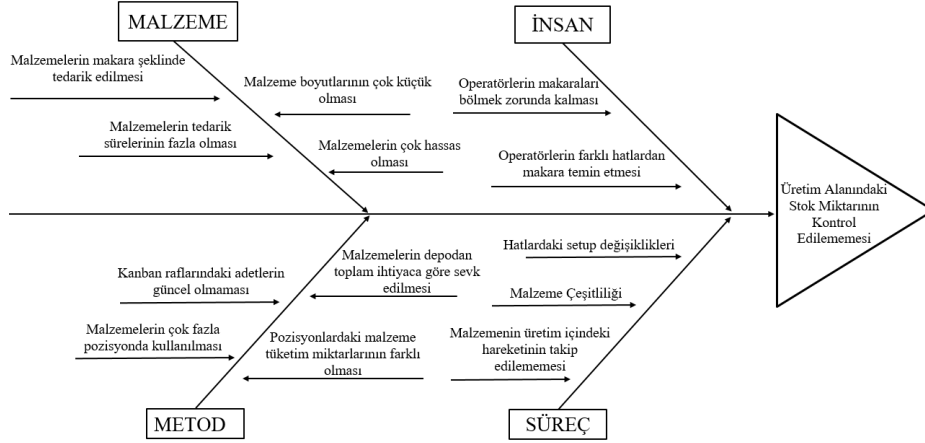 MALZEME
İNSAN
Malzemelerin makara şeklinde
tedarik edilmesi
Malzeme boyutlarının çok küçük
olması
Malzemelerin tedarik
sürelerinin fazla olması
Malzemelerin çok hassas
olması
Operatörlerin makaraları
bölmek zorunda kalması
Operatörlerin farklı hatlardan
makara temin etmesi
Üretim Alanındaki
Stok Miktarının
Kontrol
Edilememesi
Kanban raflarındaki adetlerin
güncel olmaması
Malzemelerin depodan
toplam ihtiyaca göre sevk
edilmesi
Malzemelerin çok fazla
pozisyonda kullanılması
Pozisyonlardaki malzeme
tüketim miktarlarının farklı
olması
Hatlardaki setup değişiklikleri
Malzeme Çeşitliliği
Malzemenin üretim içindeki
hareketinin takip
edilememesi
METOD
SÜREÇ